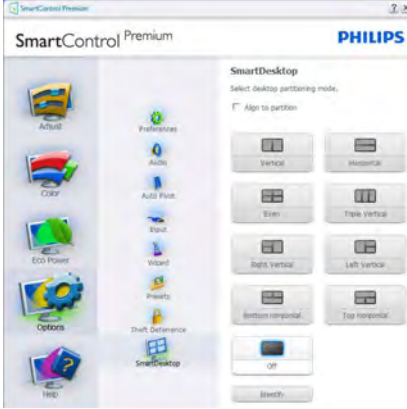 SmartControl Premium
SmartControl Premium
PHILIPS
Adjust
Color
Eco Power
Options
Help
Preferences
Audio
Auto Pivot
Input
Wizard
Presets
Theft Deterrence
SmartDesktop
SmartDesktop
Select desktop partitioning mode.
Align to partition
Vertical
Horizontal
Even
Triple Vertical
Right Vertical
Left Vertical
Bottom Horizontal
Top Horizontal
Off
Identify